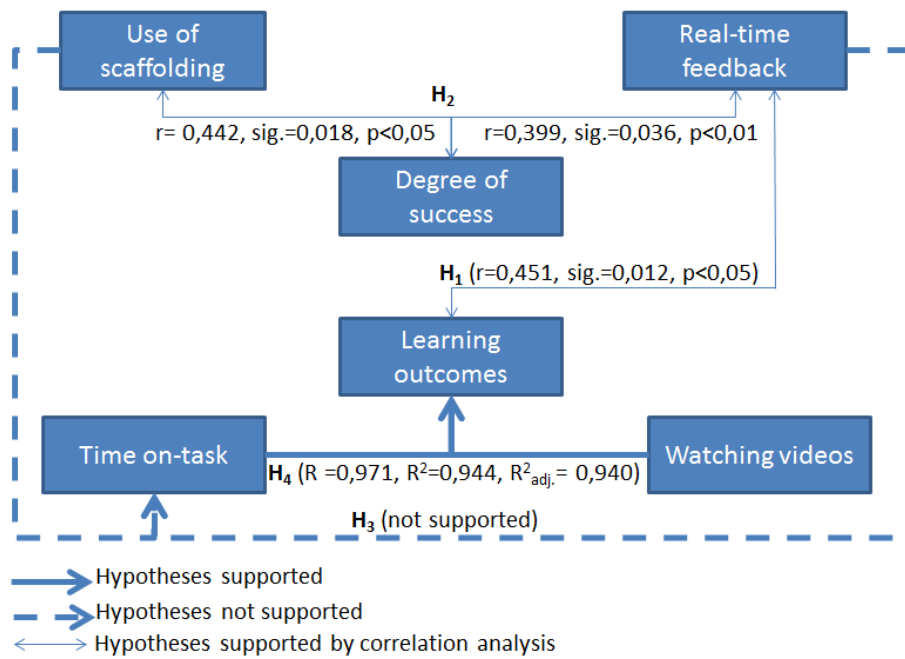 Use of
scaffolding
Real-time
feedback
H₂
r= 0,442, sig.=0,018, p<0,05
r=0,399, sig.=0,036, p<0,01
Degree of
success
H₁ (r=0,451, sig.=0,012, p<0,05)
Learning
outcomes
Time on-task
Watching videos
H₄ (R =0,971, R²=0,944, R²adj.= 0,940)
H₃ (not supported)
Hypotheses supported
Hypotheses not supported
Hypotheses supported by correlation analysis